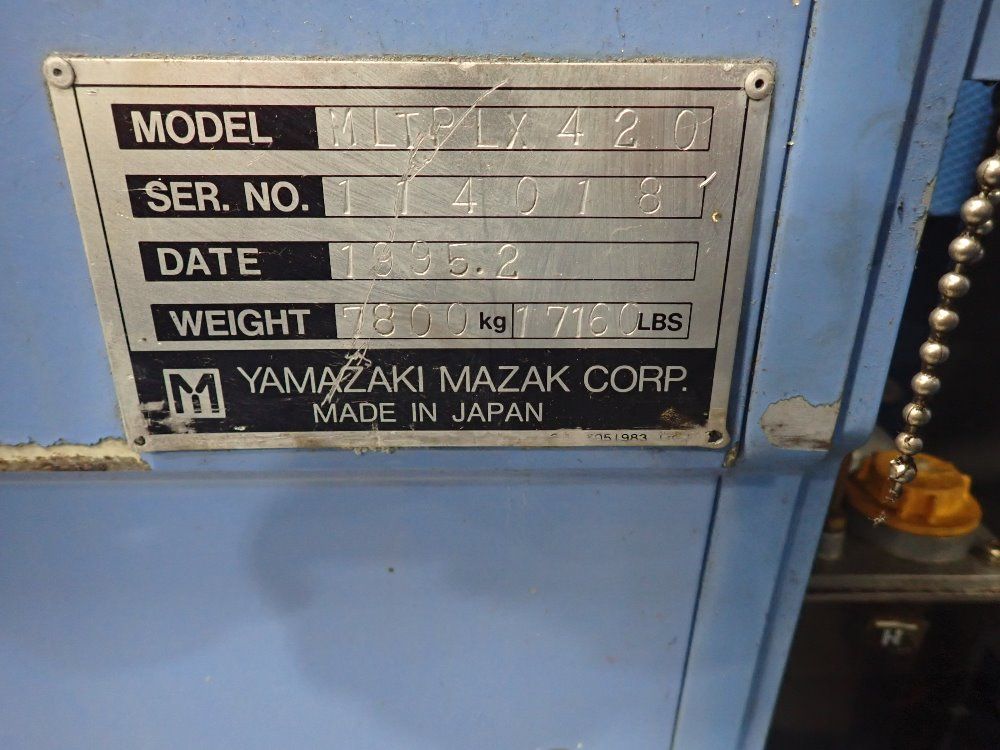 MODEL MLTPLX 420
SER. NO. 114018
DATE 1995.2
WEIGHT 7800 kg 17160 LBS
M YAMAZAKI MAZAK CORP.
MADE IN JAPAN
H